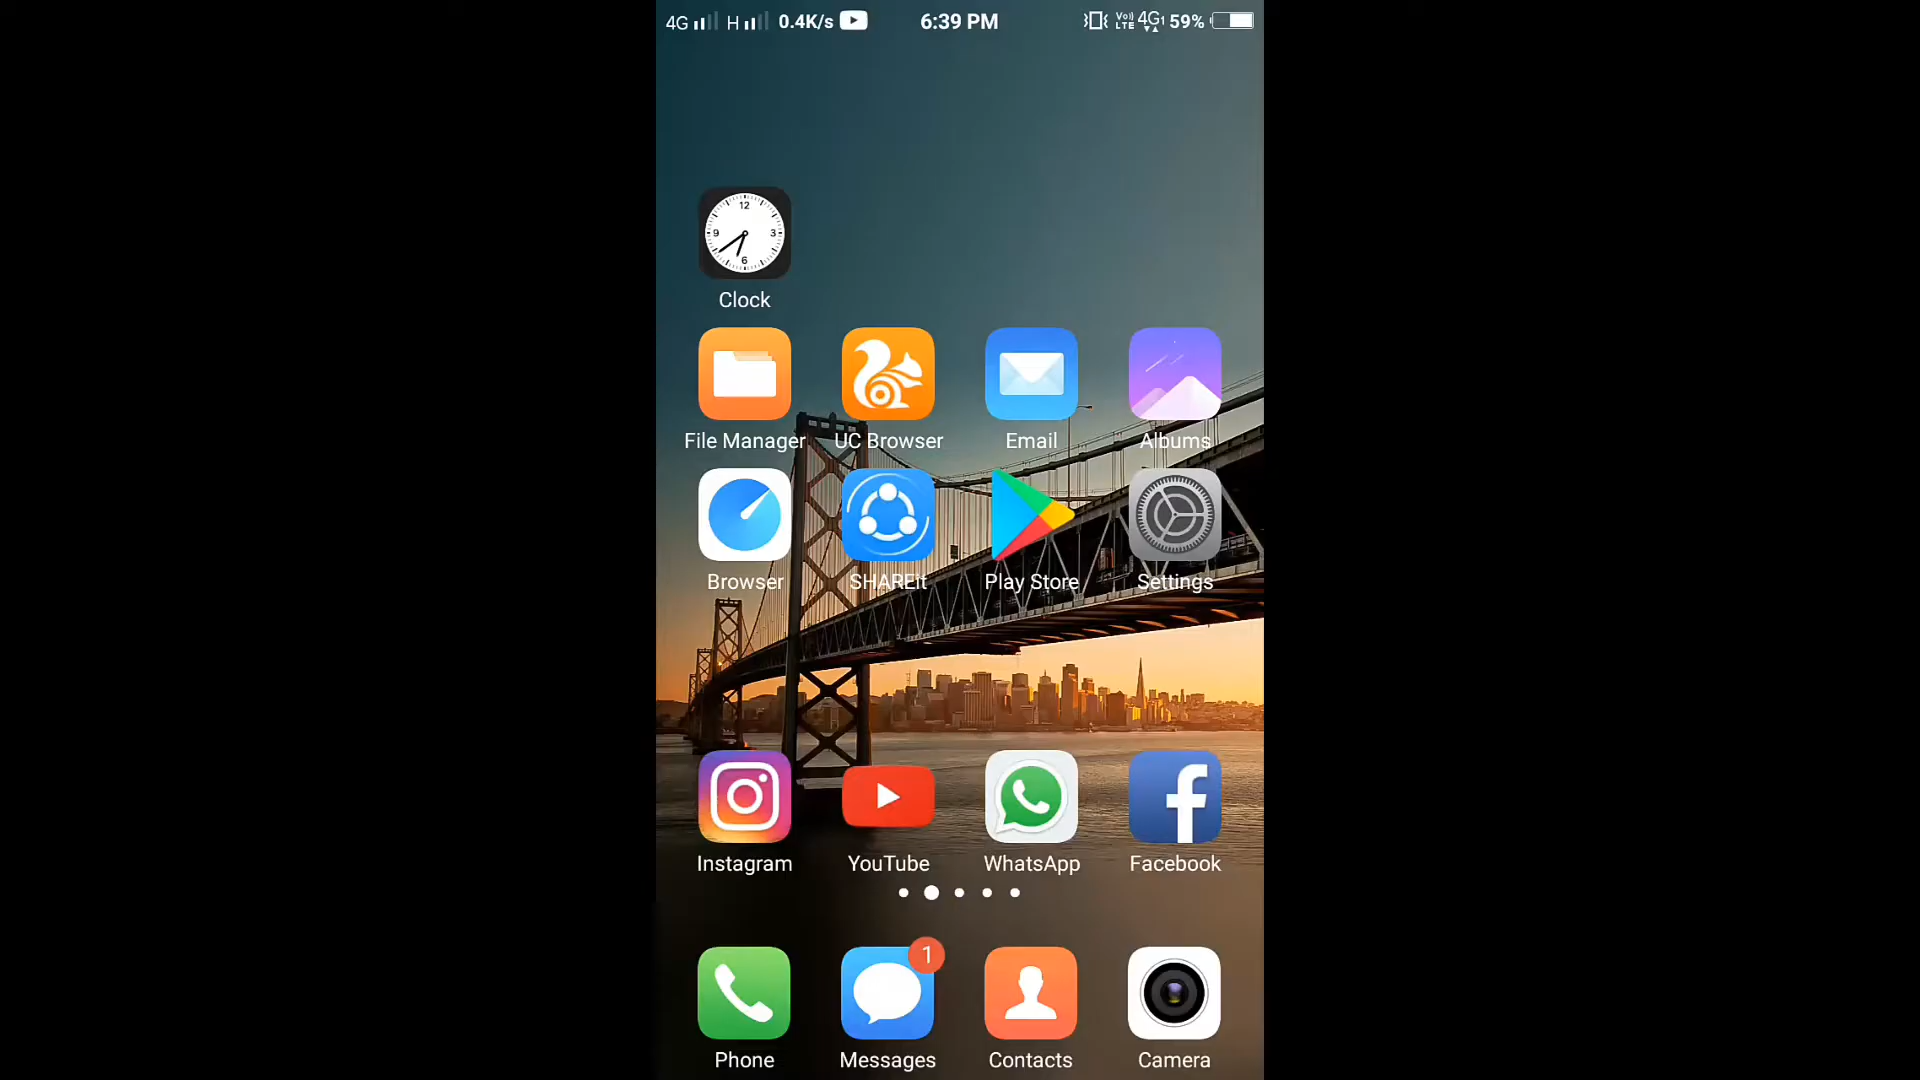 4G H 0.4K/s 6:39 PM VoLTE 4G 59%
12
9 3
6
Clock
File Manager UC Browser Email Albums
Browser SHAREit Play Store Settings
Instagram YouTube WhatsApp Facebook
1
Phone Messages Contacts Camera